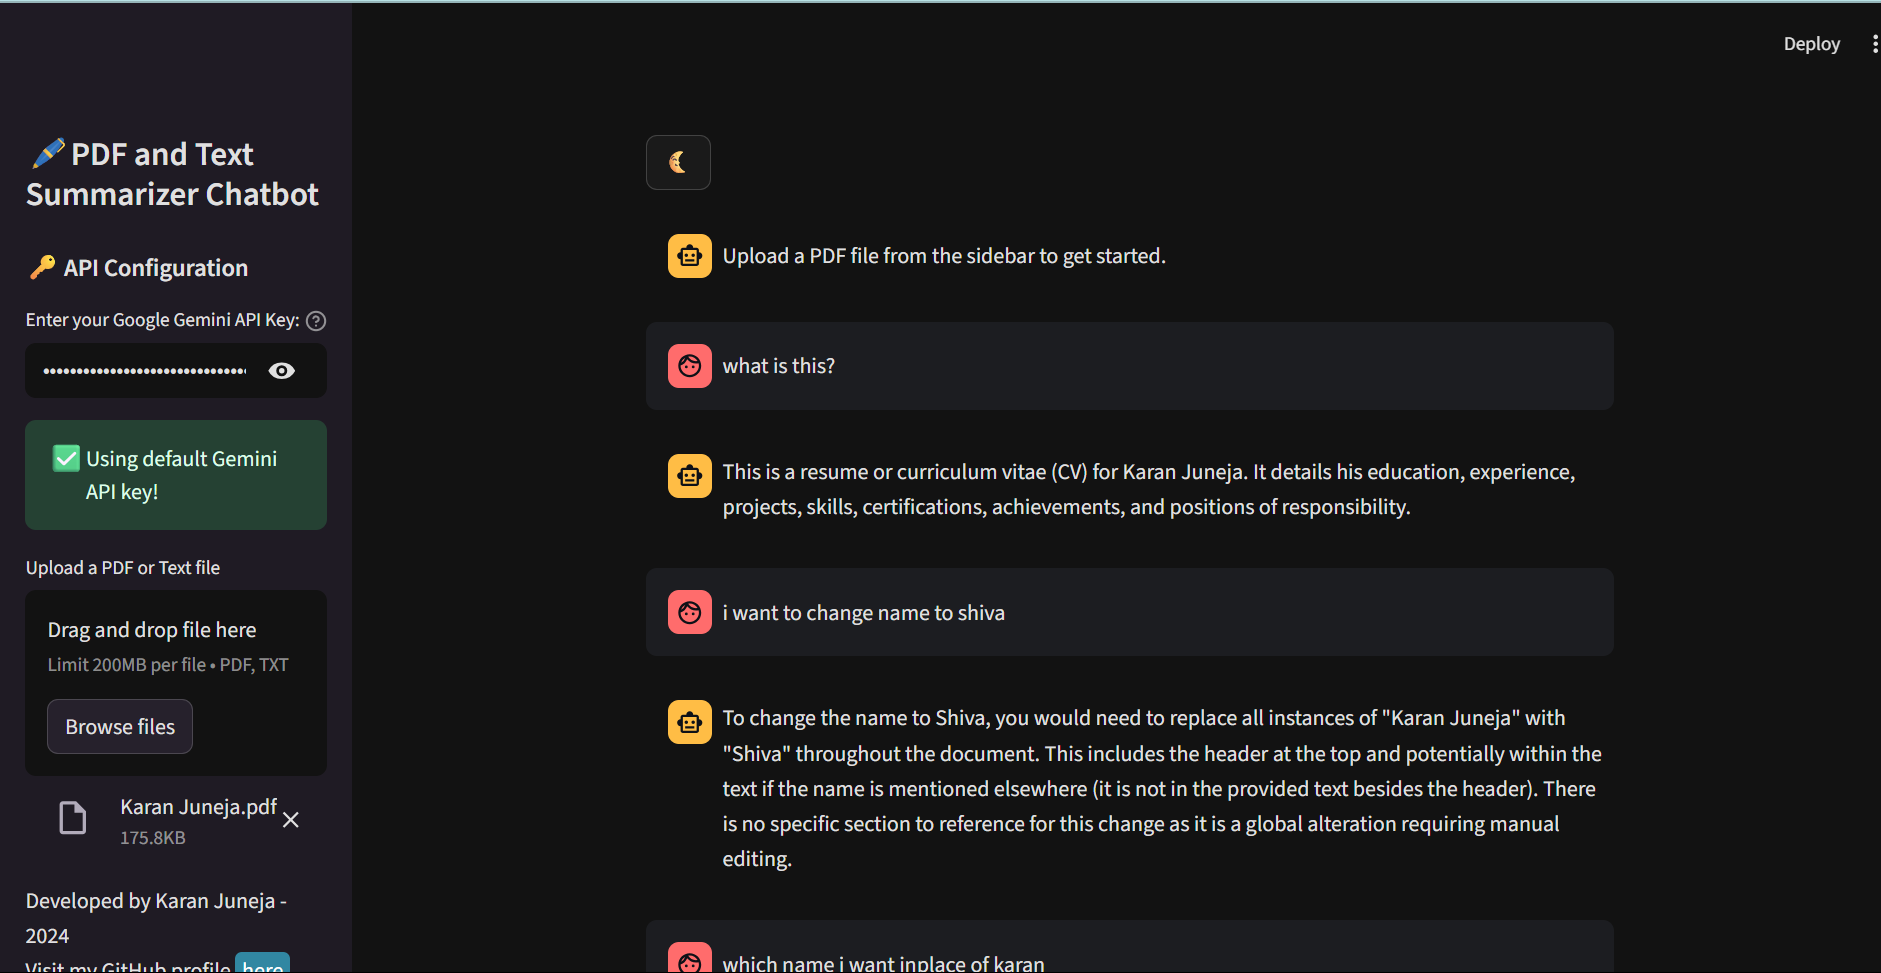 Deploy
PDF and Text
Summarizer Chatbot
API Configuration
Enter your Google Gemini API Key:
Using default Gemini
API key!
Upload a PDF or Text file
Drag and drop file here
Limit 200MB per file • PDF, TXT
Browse files
Karan Juneja.pdf
175.8KB
Developed by Karan Juneja -
2024
Visit my GitHub profile here
Upload a PDF file from the sidebar to get started.
what is this?
This is a resume or curriculum vitae (CV) for Karan Juneja. It details his education, experience,
projects, skills, certifications, achievements, and positions of responsibility.
i want to change name to shiva
To change the name to Shiva, you would need to replace all instances of "Karan Juneja" with
"Shiva" throughout the document. This includes the header at the top and potentially within the
text if the name is mentioned elsewhere (it is not in the provided text besides the header). There
is no specific section to reference for this change as it is a global alteration requiring manual
editing.
which name i want inplace of karan